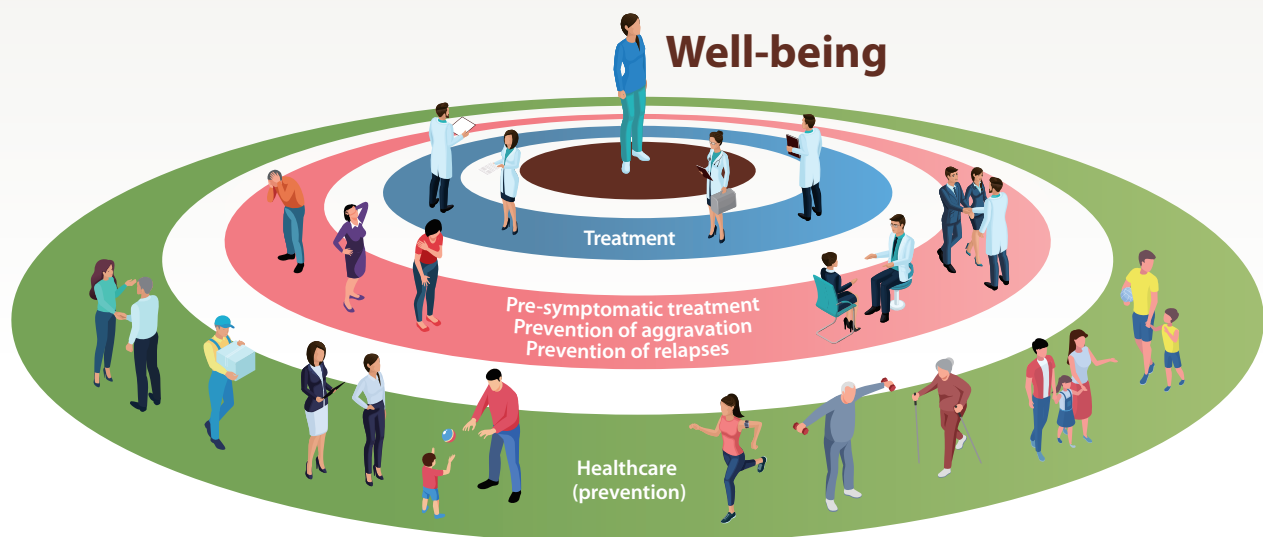 Well-being
Treatment
Pre-symptomatic treatment
Prevention of aggravation
Prevention of relapses
Healthcare
(prevention)